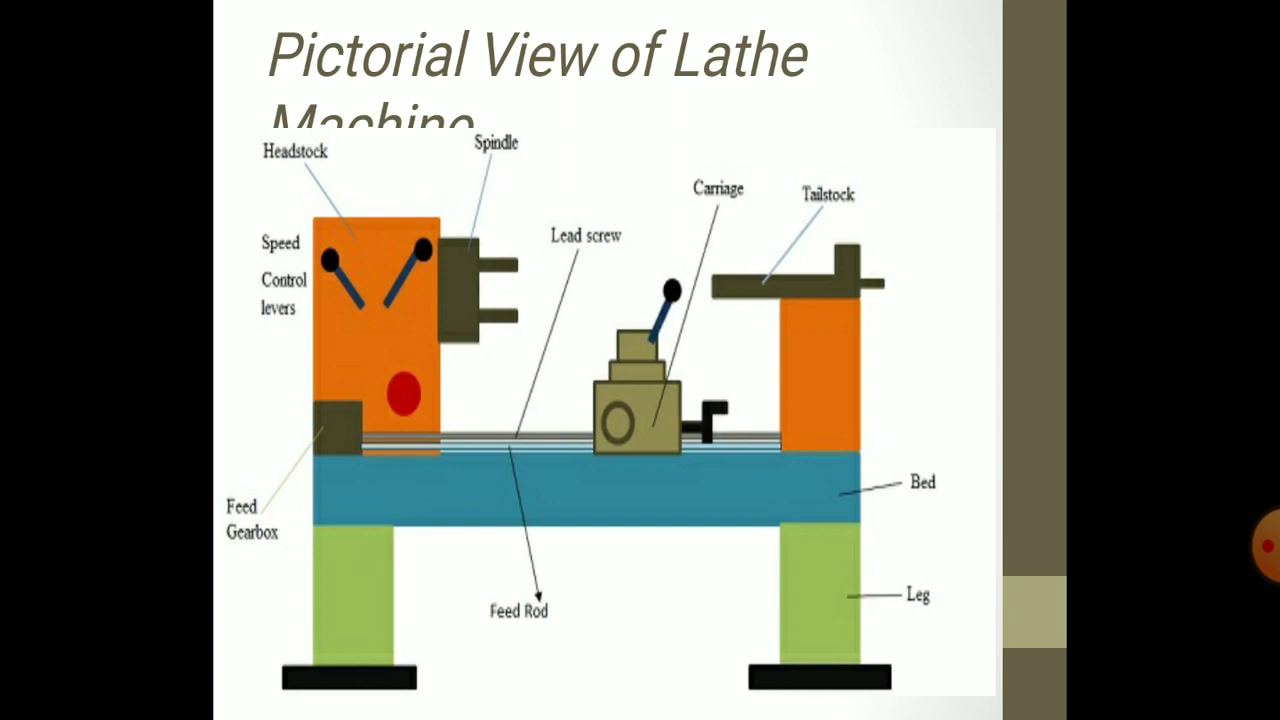 Pictorial View of Lathe
Machine
Headstock
Spindle
Carriage
Tailstock
Lead screw
Speed
Control
levers
Feed
Gearbox
Bed
Leg
Feed Rod